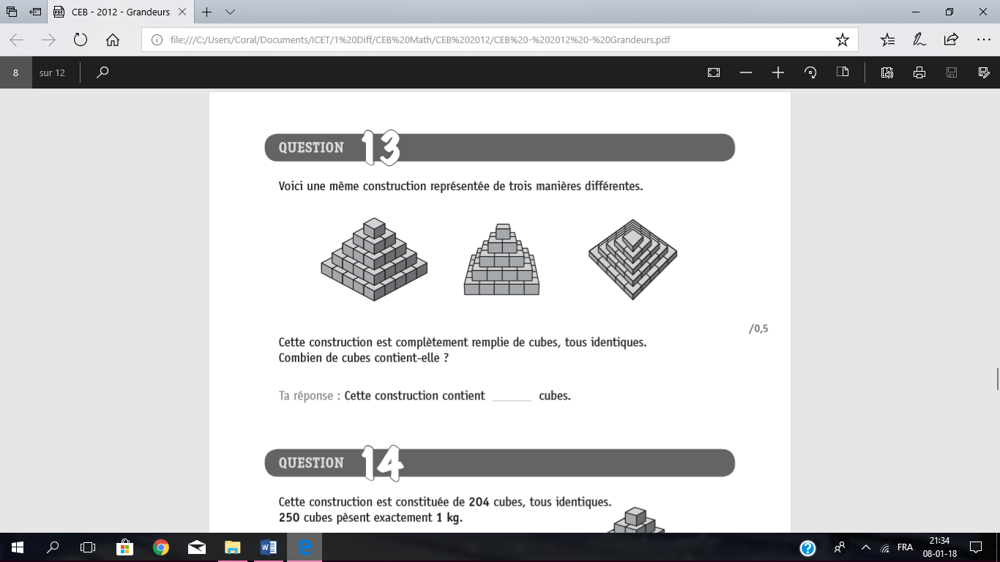 CEB - 2012 - Grandeurs
file:///C:/Users/Coral/Documents/ICET/1%20Diff/CEB%20Math/CEB%202012/CEB%20-%202012%20-%20Grandeurs.pdf
8 sur 12
QUESTION 13
Voici une même construction représentée de trois manières différentes.
/0,5
Cette construction est complètement remplie de cubes, tous identiques.
Combien de cubes contient-elle ?
Ta réponse : Cette construction contient ______ cubes.
QUESTION 14
Cette construction est constituée de 204 cubes, tous identiques.
250 cubes pèsent exactement 1 kg.
FRA
21:34
08-01-18